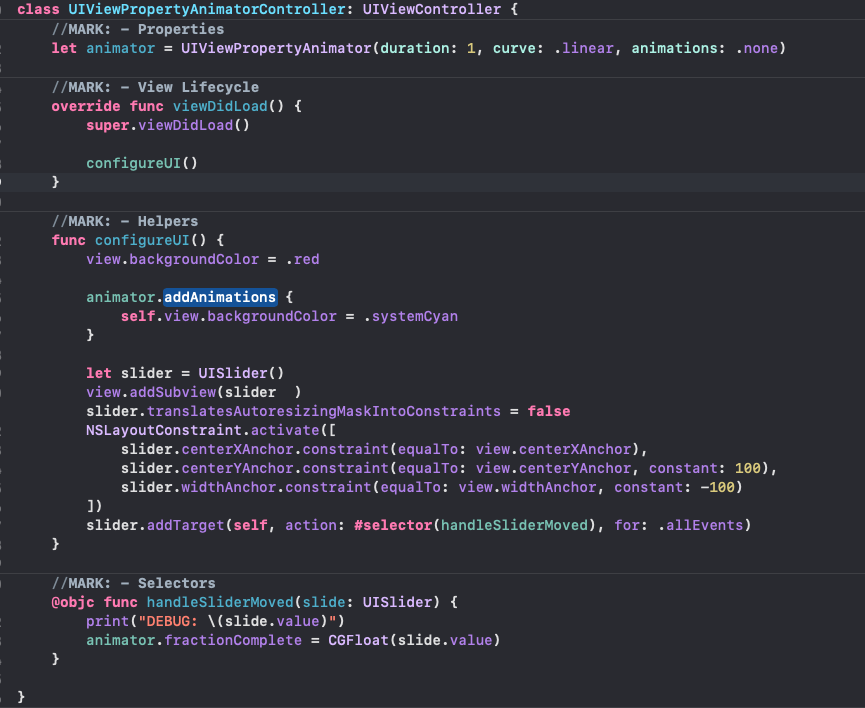 class UIViewPropertyAnimatorController: UIViewController {
//MARK: - Properties
let animator = UIViewPropertyAnimator(duration: 1, curve: .linear, animations: .none)
//MARK: - View Lifecycle
override func viewDidLoad() {
super.viewDidLoad()
configureUI()
}
//MARK: - Helpers
func configureUI() {
view.backgroundColor = .red
animator.addAnimations {
self.view.backgroundColor = .systemCyan
}
let slider = UISlider()
view.addSubview(slider  )
slider.translatesAutoresizingMaskIntoConstraints = false
NSLayoutConstraint.activate([
slider.centerXAnchor.constraint(equalTo: view.centerXAnchor),
slider.centerYAnchor.constraint(equalTo: view.centerYAnchor, constant: 100),
slider.widthAnchor.constraint(equalTo: view.widthAnchor, constant: -100)
])
slider.addTarget(self, action: #selector(handleSliderMoved), for: .allEvents)
}
//MARK: - Selectors
@objc func handleSliderMoved(slide: UISlider) {
print("DEBUG: \(slide.value)")
animator.fractionComplete = CGFloat(slide.value)
}
}